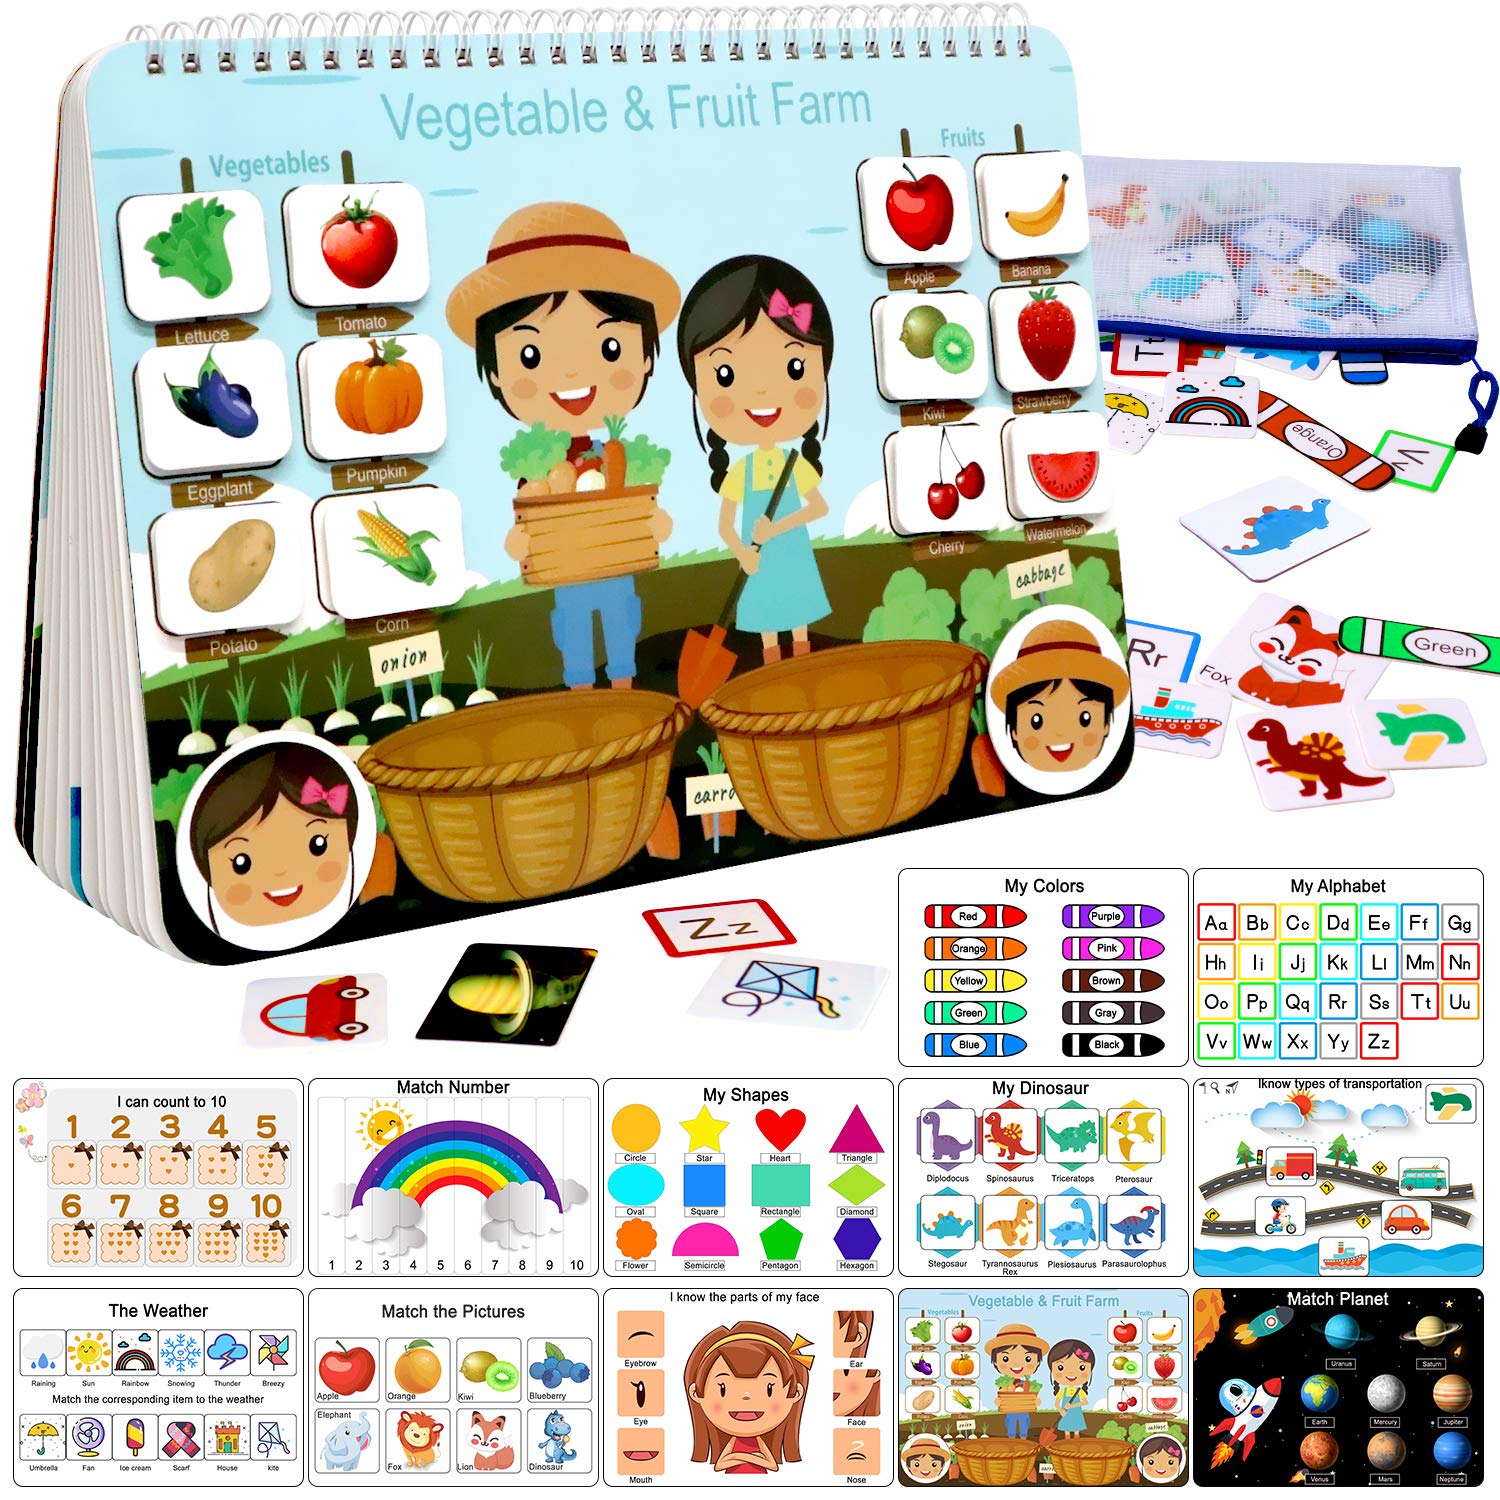 Vegetable & Fruit Farm
Vegetables
Fruits
Lettuce
Tomato
Apple
Banana
Eggplant
Pumpkin
Kiwi
Strawberry
Potato
Corn
Cherry
Watermelon
onion
cabbage
carro
Tt
Orange
W
Rr
Fox
Green
Zz
My Colors
Red
Purple
Orange
Pink
Yellow
Brown
Green
Gray
Blue
Black
My Alphabet
Aa Bb Cc Dd Ee Ff Gg
Hh Ii Jj Kk Ll Mm Nn
Oo Pp Qq Rr Ss Tt Uu
Vv Ww Xx Yy Zz
I can count to 10
1 2 3 4 5
6 7 8 9 10
Match Number
1 2 3 4 5 6 7 8 9 10
My Shapes
Circle Star Heart Triangle
Oval Square Rectangle Diamond
Flower Semicircle Pentagon Hexagon
My Dinosaur
Diplodocus Spinosaurus Triceratops Pterosaur
Stegosaur Tyrannosaurus Rex Plesiosaurus Parasaurolophus
Iknow types of transportation
The Weather
Raining Sun Rainbow Snowing Thunder Breezy
Match the corresponding item to the weather
Umbrella Fan Ice cream Scarf House kite
Match the Pictures
Apple Orange Kiwi Blueberry
Elephant
Fox Lion Dinosaur
I know the parts of my face
Eyebrow
Ear
Eye
Face
Mouth
Nose
Vegetable & Fruit Farm
Vegetables
Fruits
Match Planet
Uranus Saturn
Earth Mercury Jupiter
Venus Mars Neptune